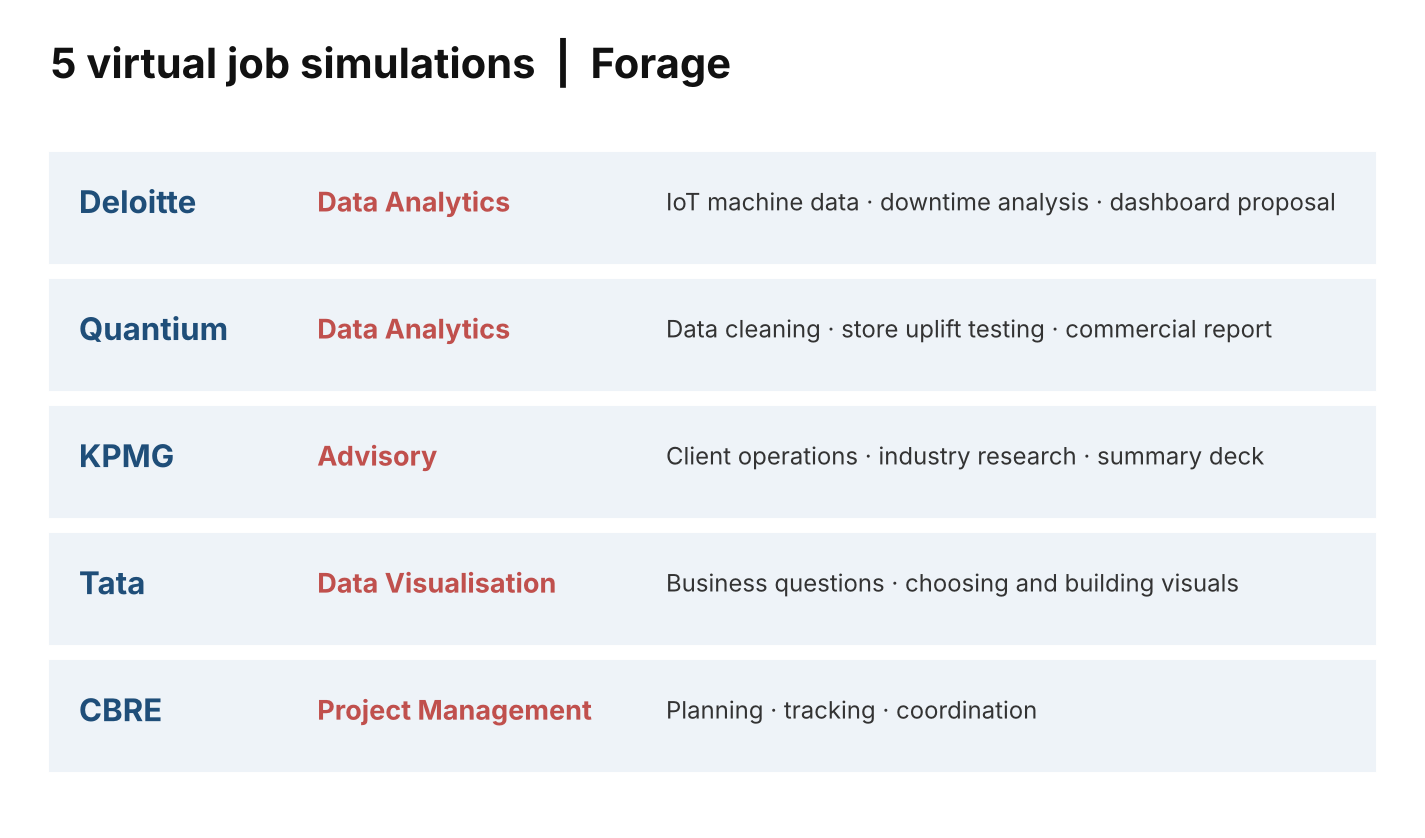 5 virtual job simulations | Forage
Deloitte Data Analytics IoT machine data · downtime analysis · dashboard proposal
Quantium Data Analytics Data cleaning · store uplift testing · commercial report
KPMG Advisory Client operations · industry research · summary deck
Tata Data Visualisation Business questions · choosing and building visuals
CBRE Project Management Planning · tracking · coordination